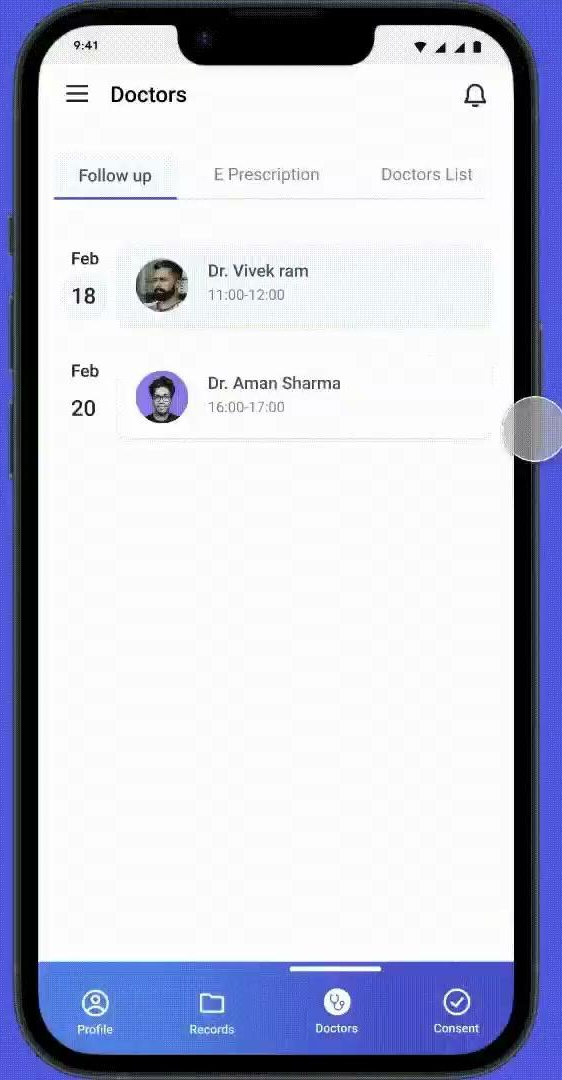 9:41
Doctors
Follow up E Prescription Doctors List
Feb
18
Dr. Vivek ram
11:00-12:00
Feb
20
Dr. Aman Sharma
16:00-17:00
Profile Records Doctors Consent